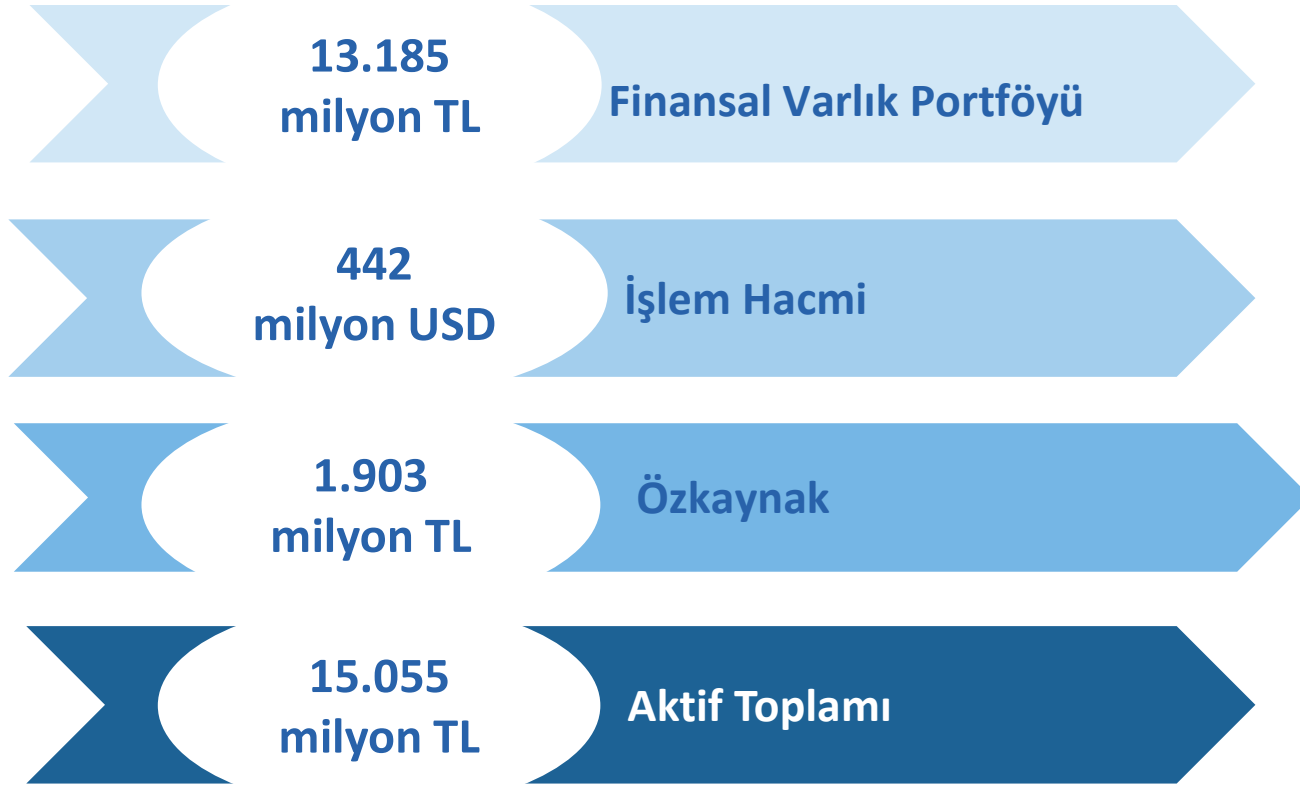 13.185
milyon TL
Finansal Varlık Portföyü
442
milyon USD
İşlem Hacmi
1.903
milyon TL
Özkaynak
15.055
milyon TL
Aktif Toplamı